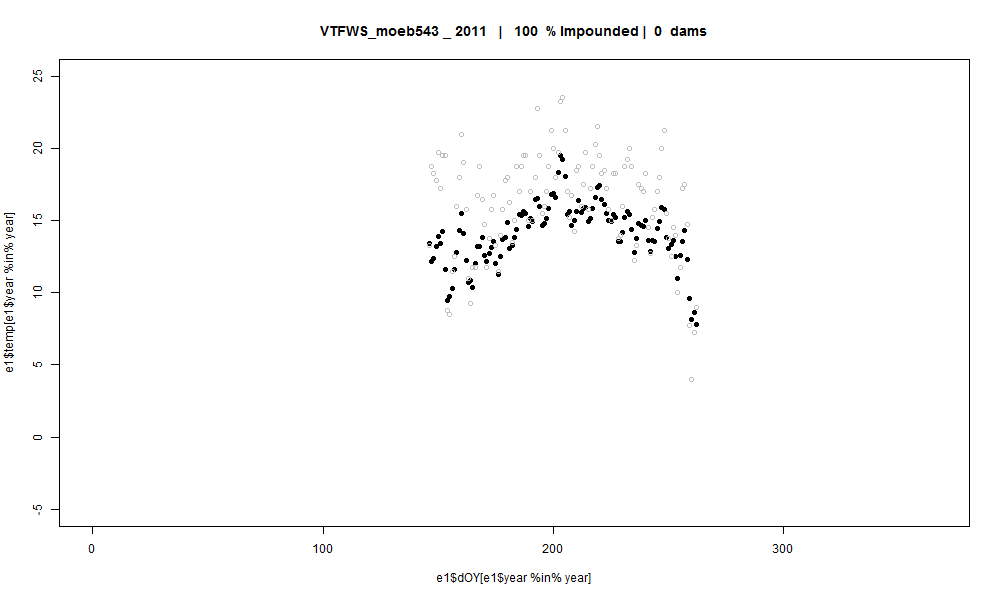 VTFWS_moeb543 _ 2011 | 100 % Impounded | 0 dams
25
20
15
10
5
0
-5
e1$temp[e1$year %in% year]
0 100 200 300
e1$dOY[e1$year %in% year]